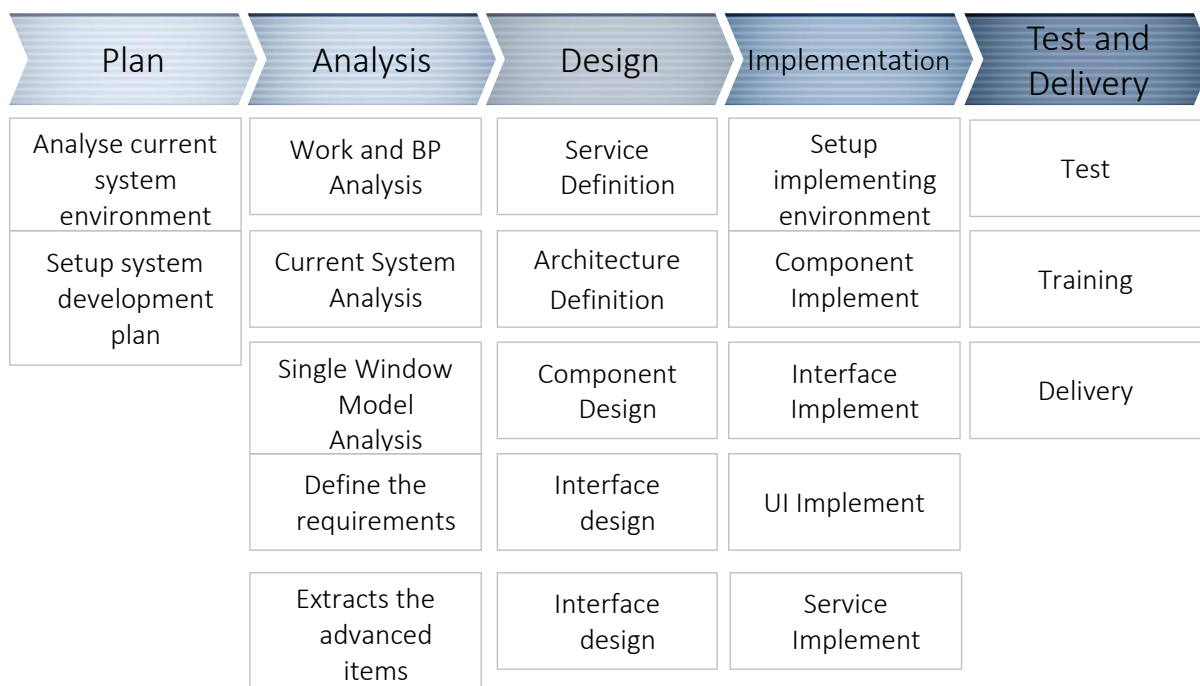 Plan
Analysis
Design
Implementation
Test and
Delivery
Analyse current
system
environment
Setup system
development
plan
Work and BP
Analysis
Current System
Analysis
Single Window
Model
Analysis
Define the
requirements
Extracts the
advanced
items
Service
Definition
Architecture
Definition
Component
Design
Interface
design
Interface
design
Setup
implementing
environment
Component
Implement
Interface
Implement
UI Implement
Service
Implement
Test
Training
Delivery